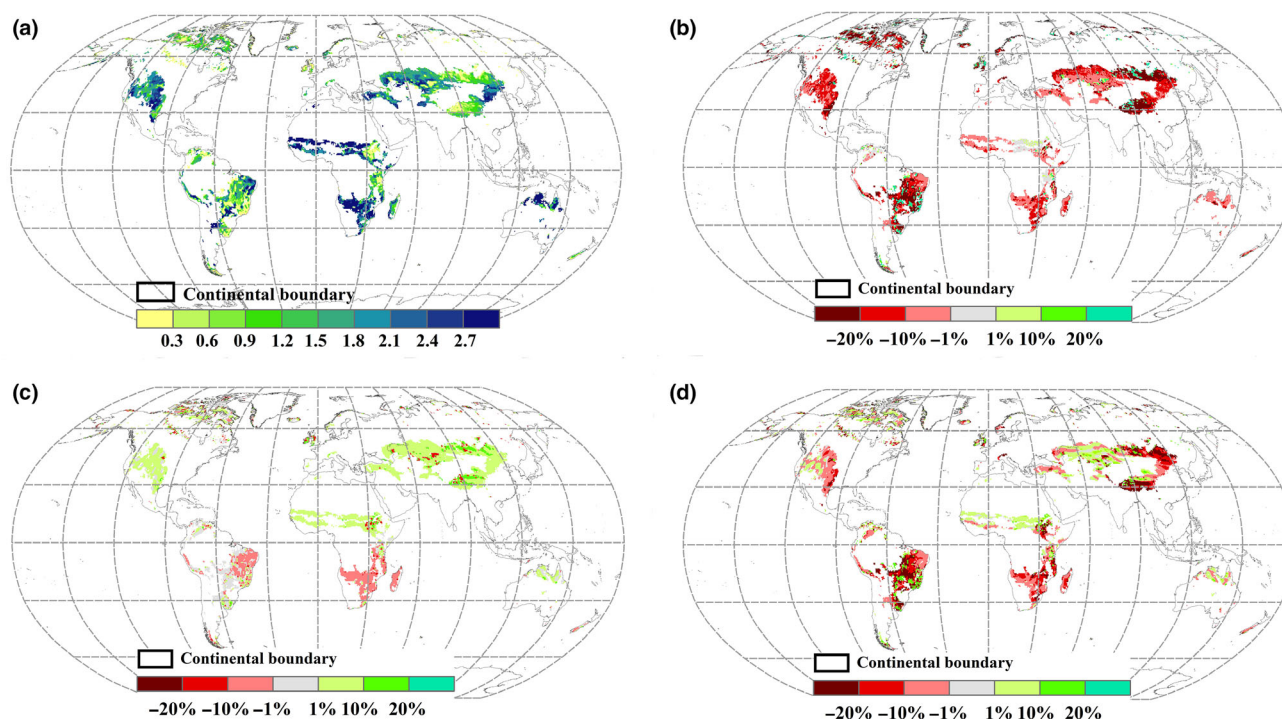 (a)
Continental boundary
0.3 0.6 0.9 1.2 1.5 1.8 2.1 2.4 2.7
(b)
Continental boundary
−20% −10% −1% 1% 10% 20%
(c)
Continental boundary
−20% −10% −1% 1% 10% 20%
(d)
Continental boundary
−20% −10% −1% 1% 10% 20%